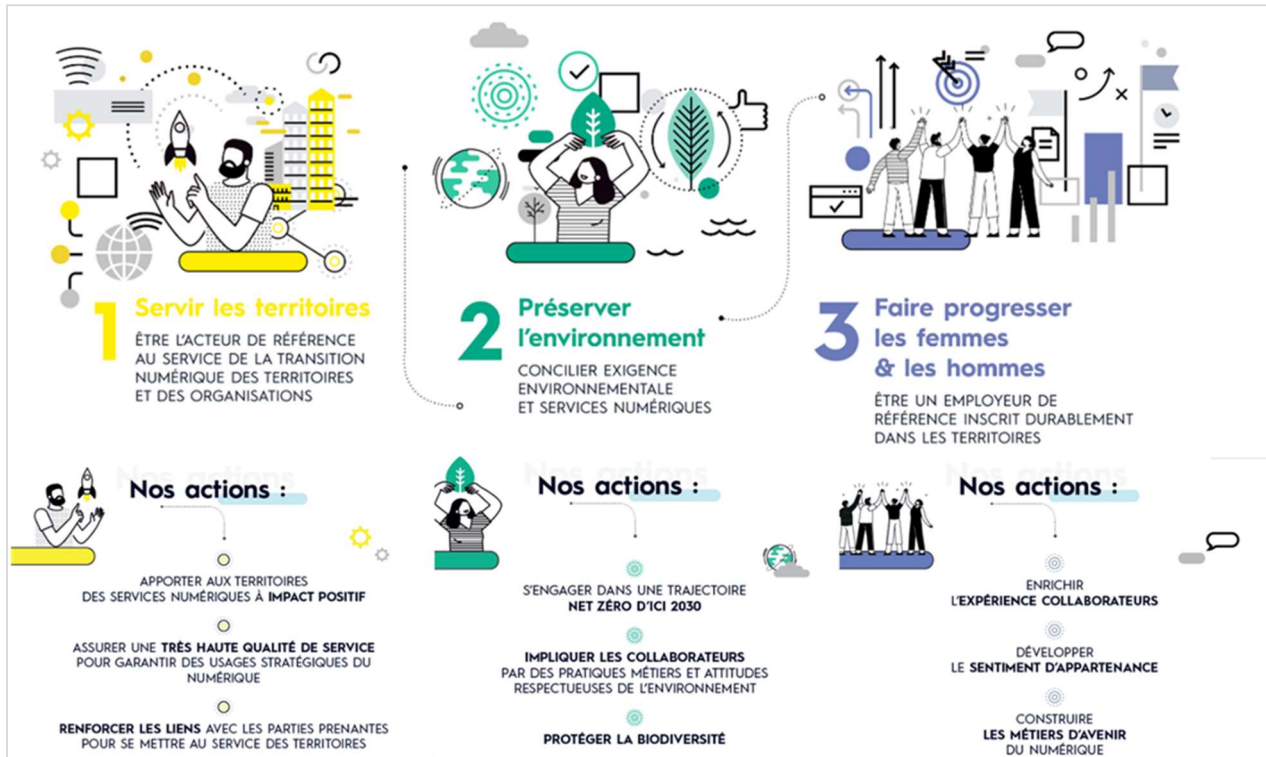 1
Servir les territoires
ÊTRE L'ACTEUR DE RÉFÉRENCE
AU SERVICE DE LA TRANSITION
NUMÉRIQUE DES TERRITOIRES
ET DES ORGANISATIONS
2
Préserver
l'environnement
CONCILIER EXIGENCE
ENVIRONNEMENTALE
ET SERVICES NUMÉRIQUES
3
Faire progresser
les femmes
& les hommes
ÊTRE UN EMPLOYEUR DE
RÉFÉRENCE INSCRIT DURABLEMENT
DANS LES TERRITOIRES
Nos actions
Nos actions :
APPORTER AUX TERRITOIRES
DES SERVICES NUMÉRIQUES À IMPACT POSITIF
ASSURER UNE TRÈS HAUTE QUALITÉ DE SERVICE
POUR GARANTIR DES USAGES STRATÉGIQUES DU
NUMÉRIQUE
RENFORCER LES LIENS AVEC LES PARTIES PRENANTES
POUR SE METTRE AU SERVICE DES TERRITOIRES
Nos actions
Nos actions :
S'ENGAGER DANS UNE TRAJECTOIRE
NET ZÉRO D'ICI 2030
IMPLIQUER LES COLLABORATEURS
PAR DES PRATIQUES MÉTIERS ET ATTITUDES
RESPECTUEUSES DE L'ENVIRONNEMENT
PROTÉGER LA BIODIVERSITÉ
Nos actions
Nos actions :
ENRICHIR
L'EXPÉRIENCE COLLABORATEURS
DÉVELOPPER
LE SENTIMENT D'APPARTENANCE
CONSTRUIRE
LES MÉTIERS D'AVENIR
DU NUMÉRIQUE